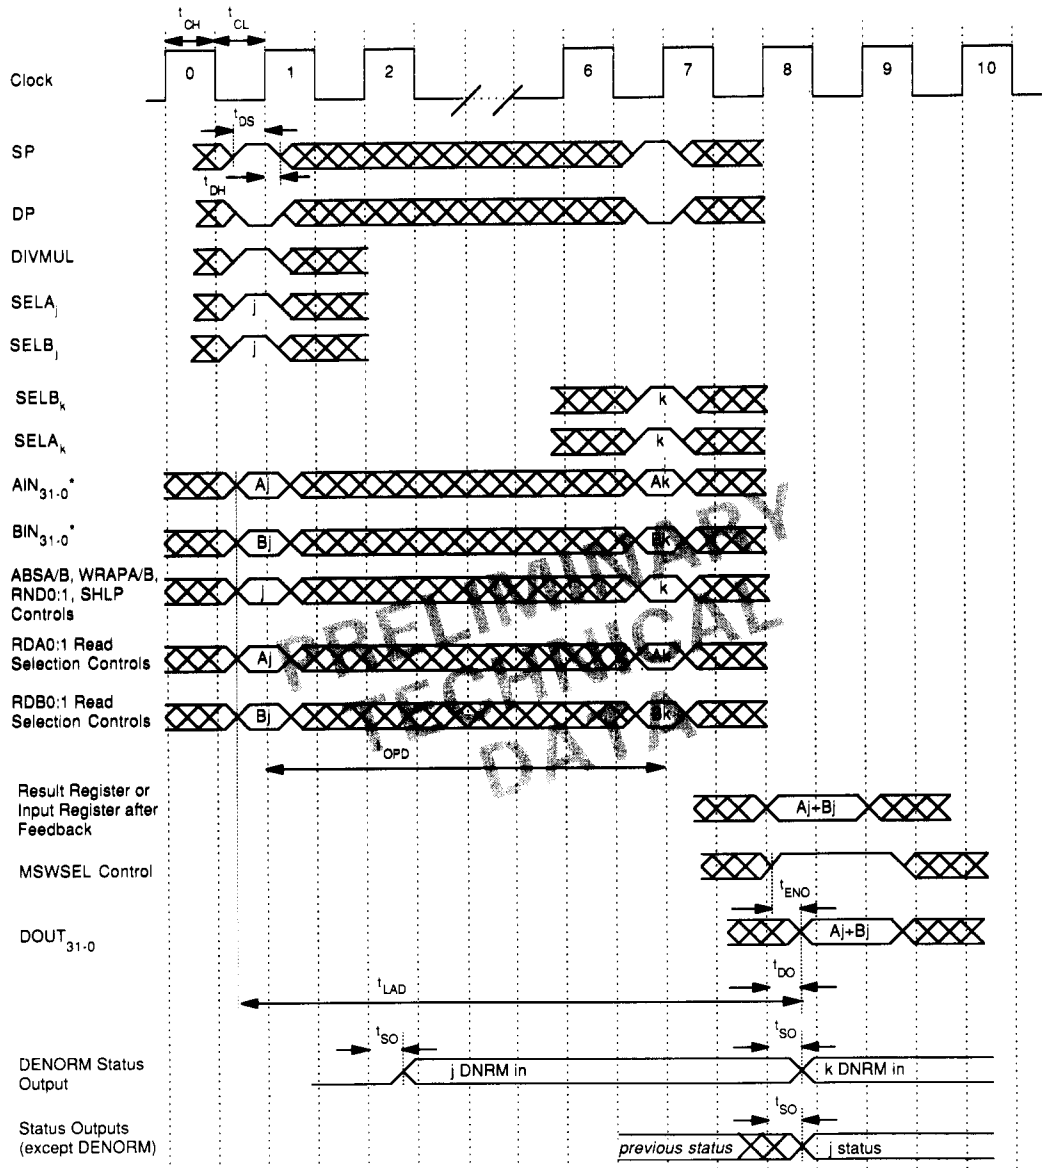 tCH tCL
Clock 0 1 2 6 7 8 9 10
tDS
SP
tDH
DP
DIVMUL
SELAj j
SELBj j
SELBk k
SELAk k
AIN31-0* Aj Ak
BIN31-0* Bj Bk
ABSA/B, WRAPA/B,
RND0:1, SHLP
Controls j k
RDA0:1 Read
Selection Controls Aj Ak
RDB0:1 Read
Selection Controls Bj Bk
tOPD
PRELIMINARY
TECHNICAL
DATA
Result Register or
Input Register after
Feedback Aj+Bj
MSWSEL Control
tENO
DOUT31-0 Aj+Bj
tDO
tLAD
tSO tSO
DENORM Status
Output j DNRM in k DNRM in
tSO
Status Outputs
(except DENORM) previous status j status